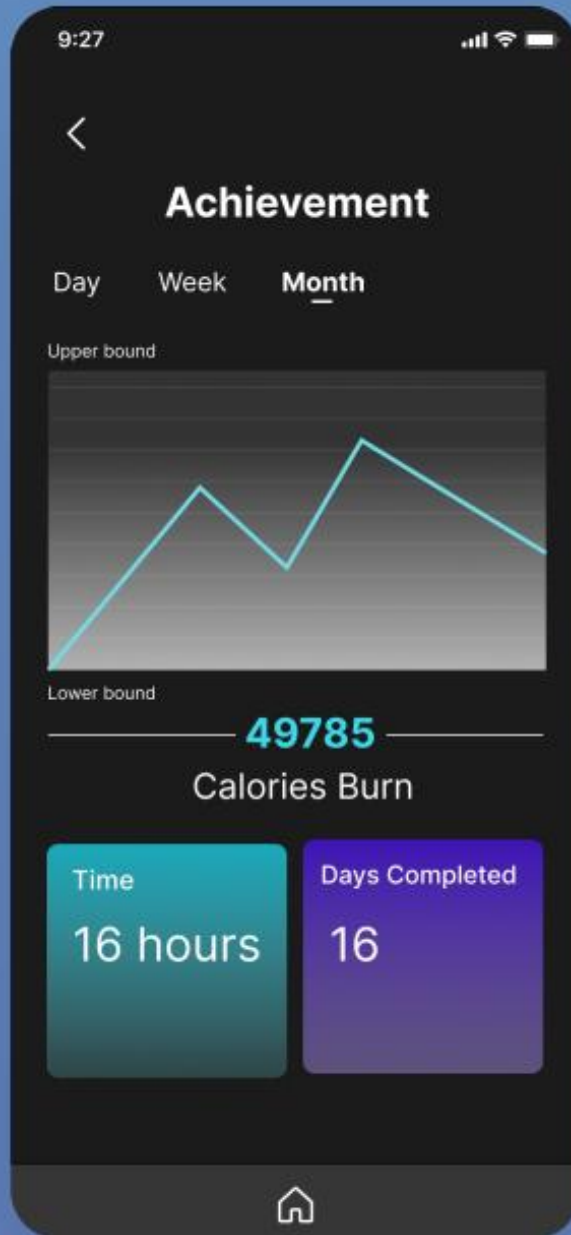 9:27
Achievement
Day Week Month
Upper bound
Lower bound
49785
Calories Burn
Time
16 hours
Days Completed
16